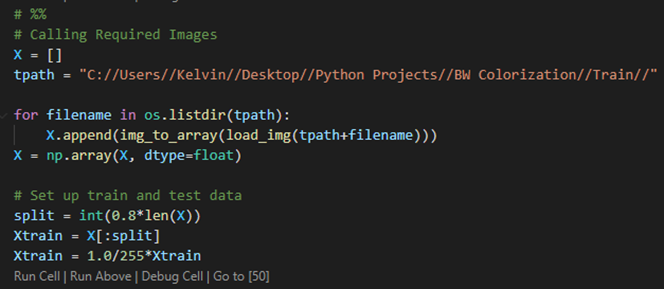 # %%
# Calling Required Images
X = []
tpath = "C://Users//Kelvin//Desktop//Python Projects//BW Colorization//Train//"
for filename in os.listdir(tpath):
    X.append(img_to_array(load_img(tpath+filename)))
X = np.array(X, dtype=float)
# Set up train and test data
split = int(0.8*len(X))
Xtrain = X[:split]
Xtrain = 1.0/255*Xtrain
Run Cell | Run Above | Debug Cell | Go to [50]